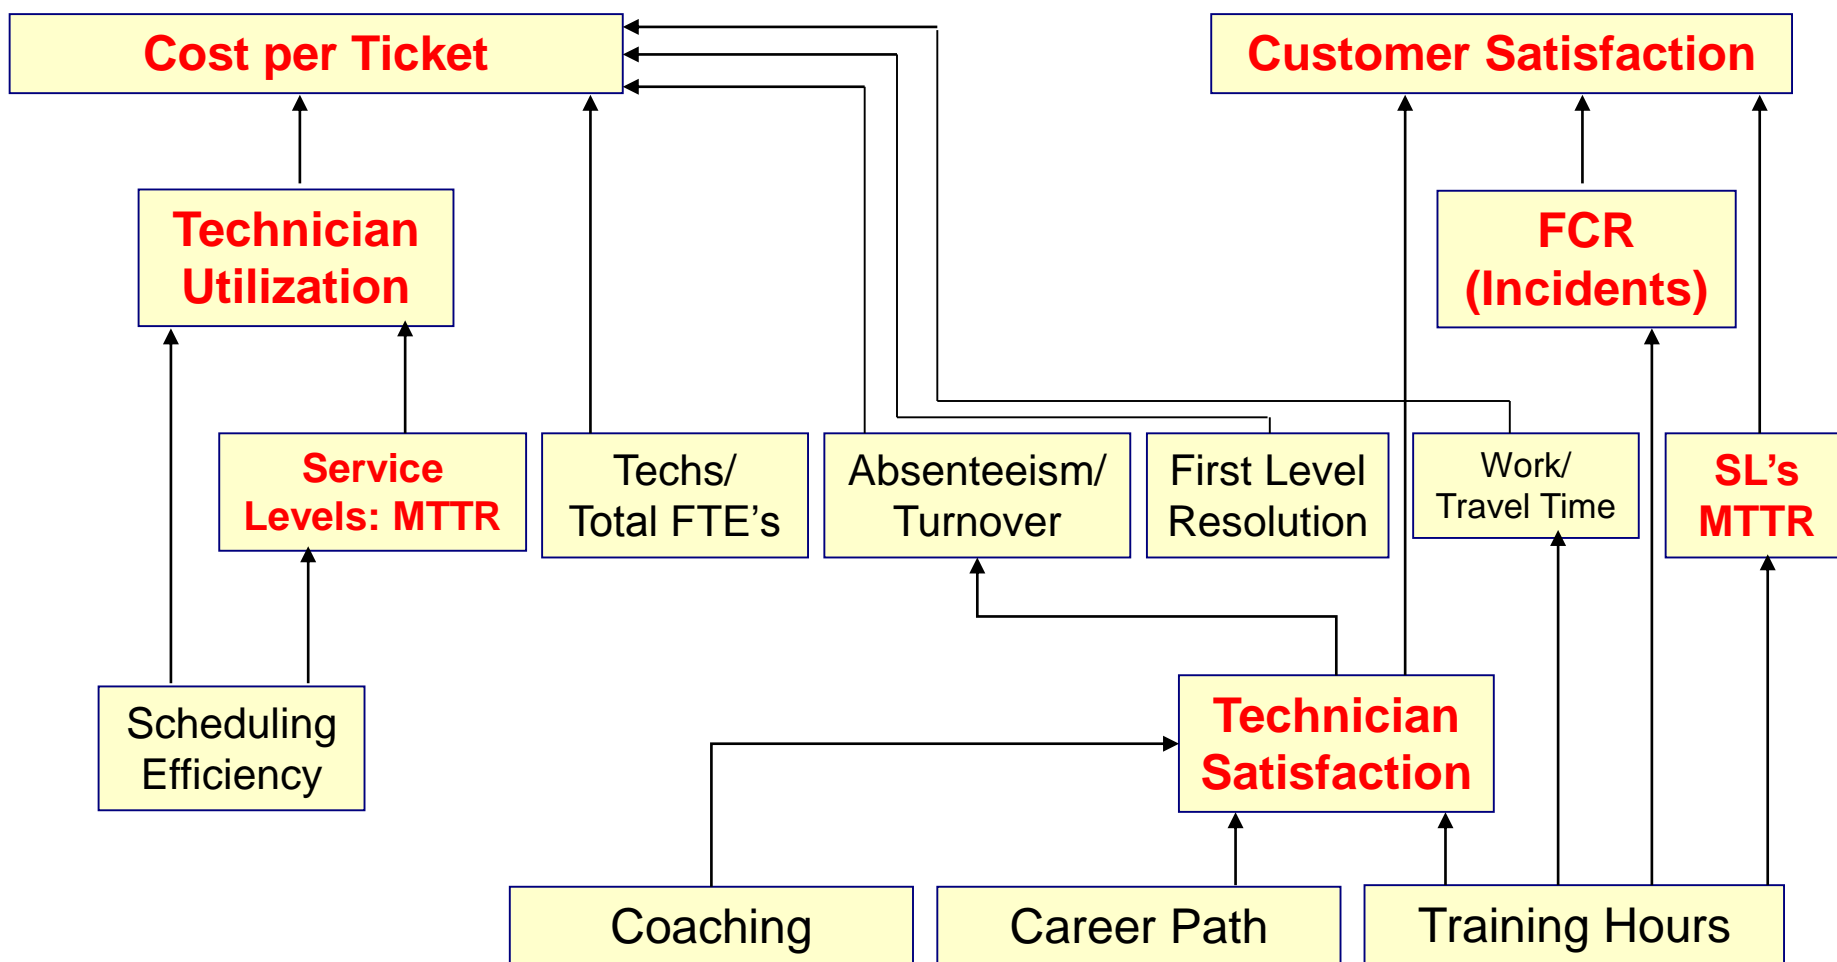 Cost per Ticket
Customer Satisfaction
Technician
Utilization
FCR
(Incidents)
Service
Levels: MTTR
Techs/
Total FTE's
Absenteeism/
Turnover
First Level
Resolution
Work/
Travel Time
SL’s
MTTR
Scheduling
Efficiency
Technician
Satisfaction
Coaching
Career Path
Training Hours